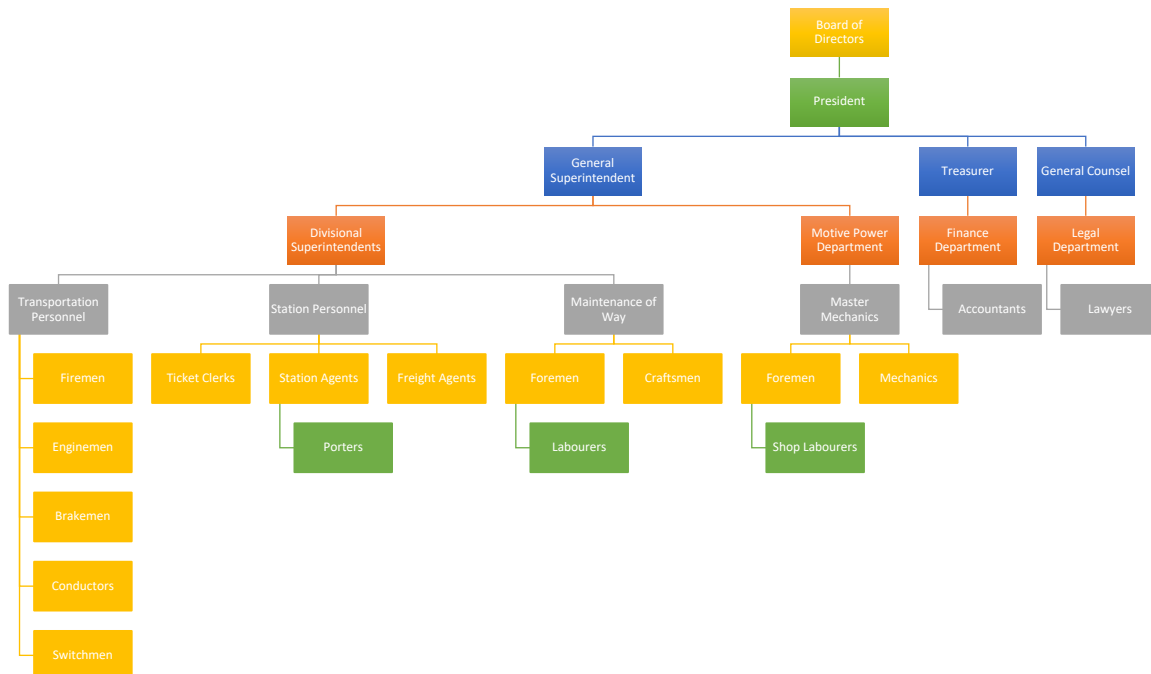 Board of
Directors
President
General
Superintendent
Treasurer
General Counsel
Divisional
Superintendents
Motive Power
Department
Finance
Department
Legal
Department
Transportation
Personnel
Station Personnel
Maintenance of
Way
Master
Mechanics
Accountants
Lawyers
Firemen
Ticket Clerks
Station Agents
Freight Agents
Foremen
Craftsmen
Foremen
Mechanics
Enginemen
Porters
Labourers
Shop Labourers
Brakemen
Conductors
Switchmen